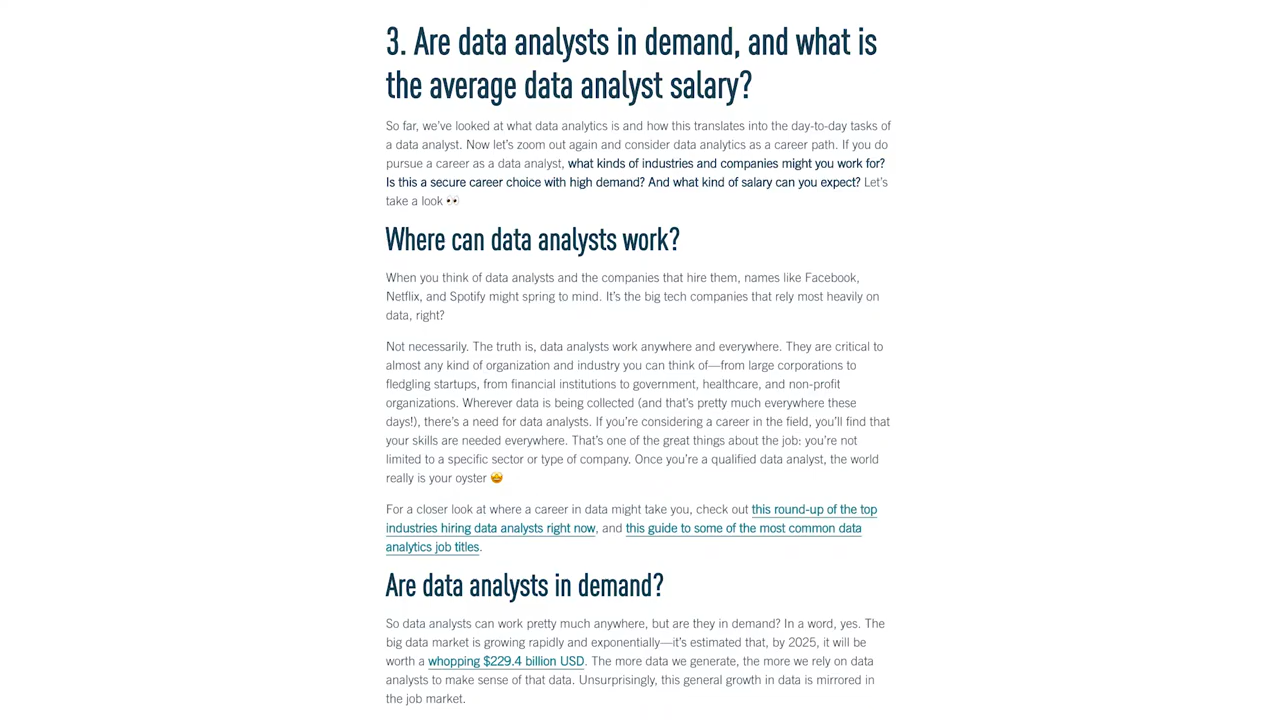 3. Are data analysts in demand, and what is
the average data analyst salary?
So far, we've looked at what data analytics is and how this translates into the day-to-day tasks of
a data analyst. Now let's zoom out again and consider data analytics as a career path. If you do
pursue a career as a data analyst, what kinds of industries and companies might you work for?
Is this a secure career choice with high demand? And what kind of salary can you expect? Let's
take a look 👀
Where can data analysts work?
When you think of data analysts and the companies that hire them, names like Facebook,
Netflix, and Spotify might spring to mind. It's the big tech companies that rely most heavily on
data, right?
Not necessarily. The truth is, data analysts work anywhere and everywhere. They are critical to
almost any kind of organization and industry you can think of—from large corporations to
fledgling startups, from financial institutions to government, healthcare, and non-profit
organizations. Wherever data is being collected (and that's pretty much everywhere these
days!), there's a need for data analysts. If you're considering a career in the field, you'll find that
your skills are needed everywhere. That's one of the great things about the job: you're not
limited to a specific sector or type of company. Once you're a qualified data analyst, the world
really is your oyster 🤩
For a closer look at where a career in data might take you, check out this round-up of the top
industries hiring data analysts right now, and this guide to some of the most common data
analytics job titles.
Are data analysts in demand?
So data analysts can work pretty much anywhere, but are they in demand? In a word, yes. The
big data market is growing rapidly and exponentially—it's estimated that, by 2025, it will be
worth a whopping $229.4 billion USD. The more data we generate, the more we rely on data
analysts to make sense of that data. Unsurprisingly, this general growth in data is mirrored in
the job market.